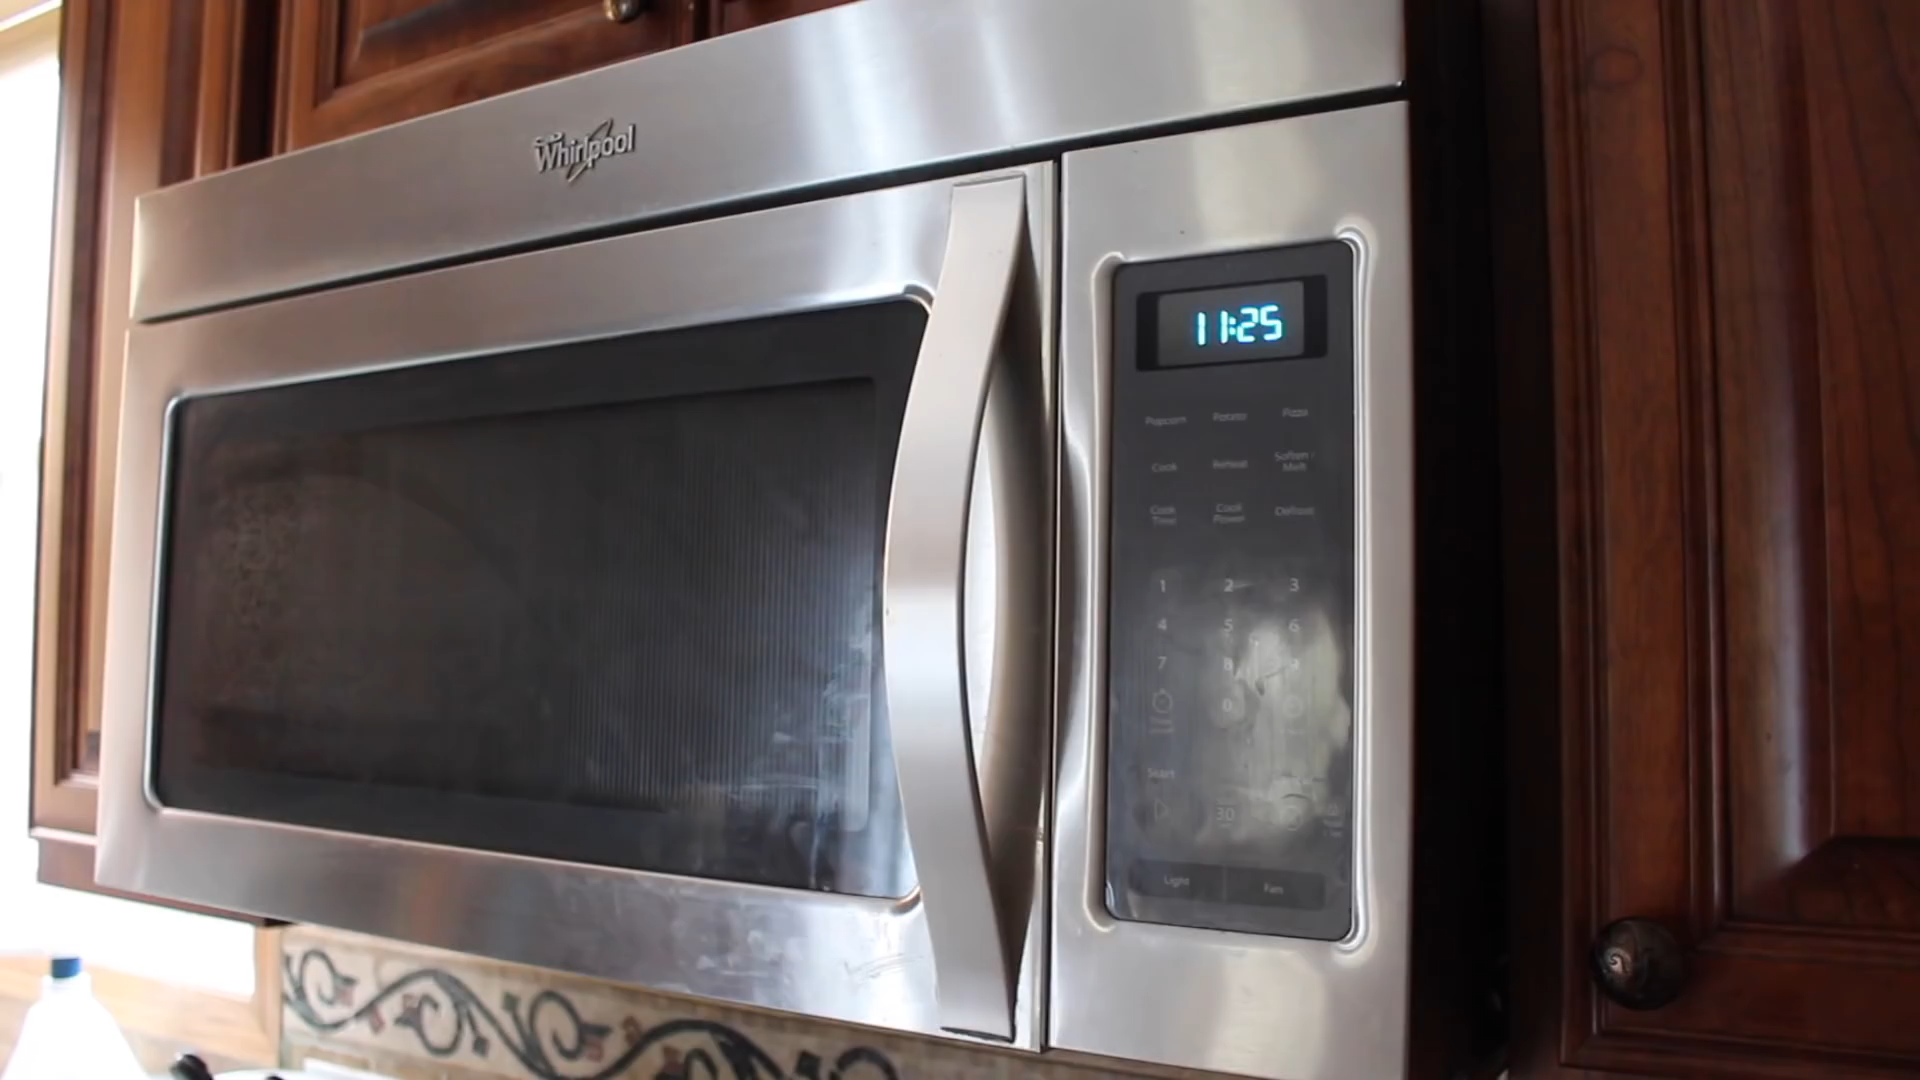 Whirlpool
11:25
Popcorn Potato Pizza
Cook Reheat Soften Melt
Cook Time Cook Power Defrost
1 2 3
4 5 6
7 8 9
0
Start
30
Light Fan